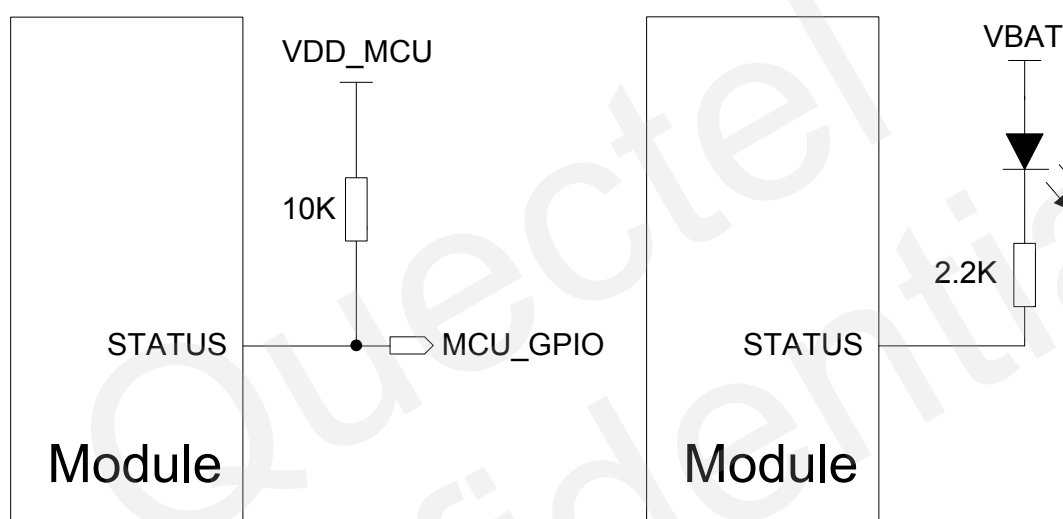 VDD_MCU
10K
STATUS
MCU_GPIO
Module
VBAT
2.2K
STATUS
Module
Quectel